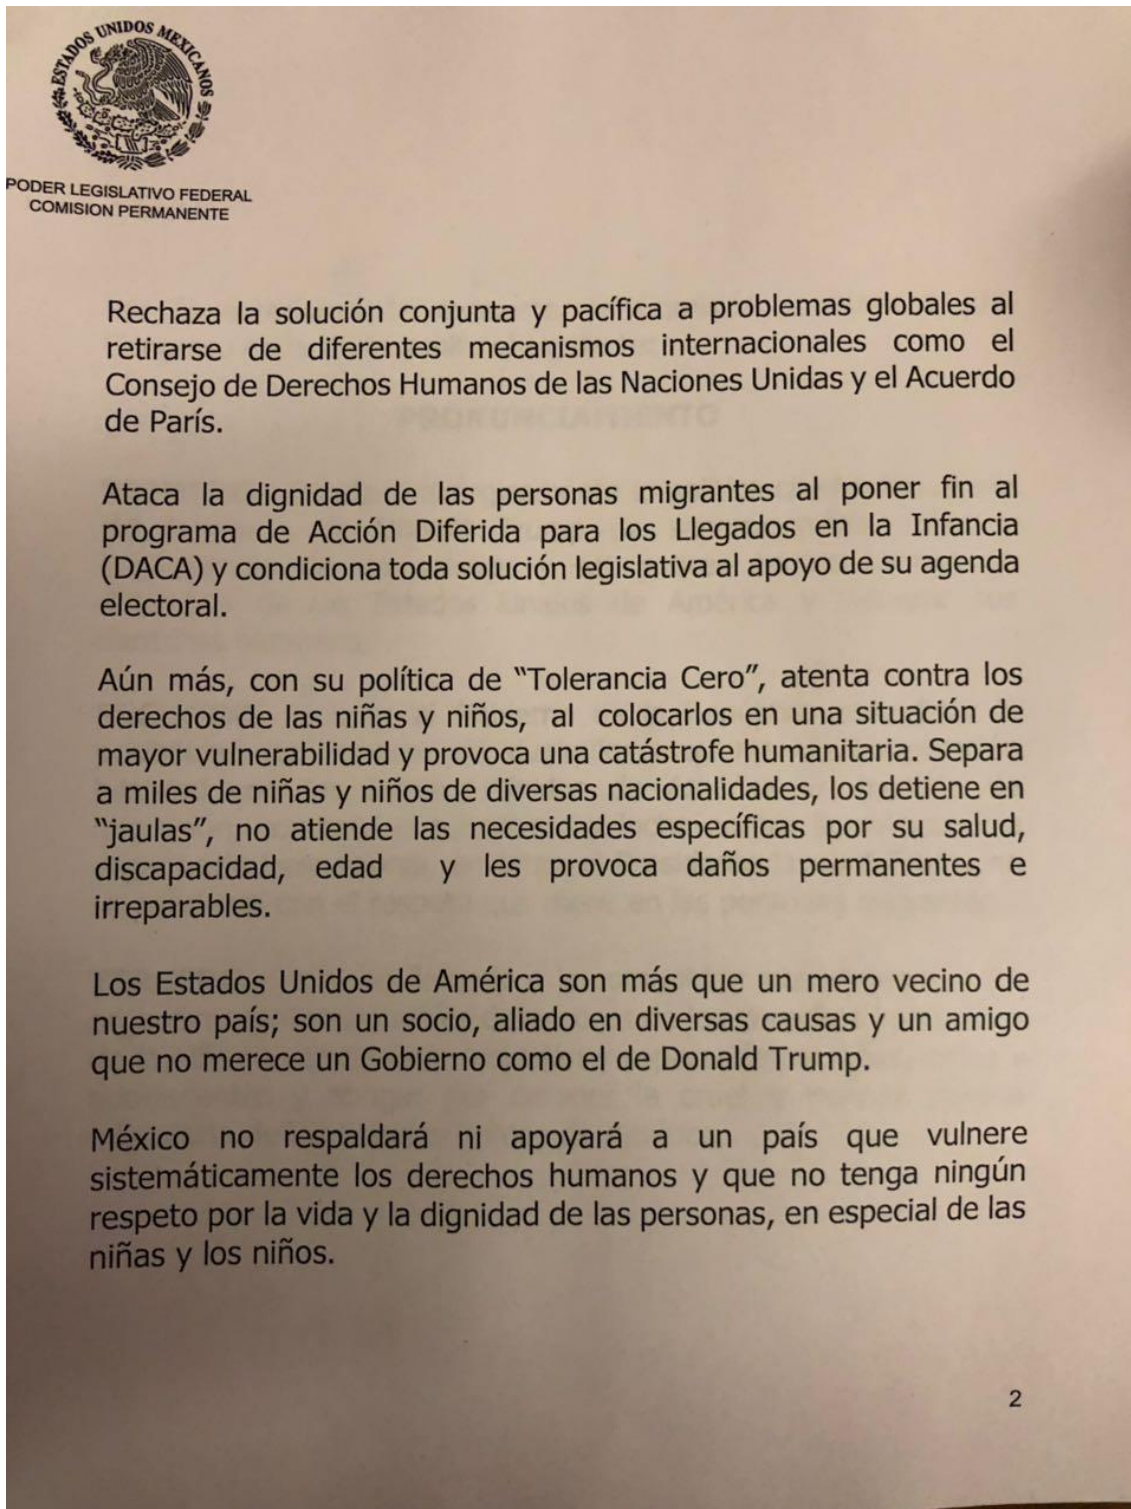 ESTADOS UNIDOS MEXICANOS
PODER LEGISLATIVO FEDERAL
COMISION PERMANENTE
Rechaza la solución conjunta y pacífica a problemas globales al
retirarse de diferentes mecanismos internacionales como el
Consejo de Derechos Humanos de las Naciones Unidas y el Acuerdo
de París.
PRONUNCIAMIENTO
Ataca la dignidad de las personas migrantes al poner fin al
programa de Acción Diferida para los Llegados en la Infancia
(DACA) y condiciona toda solución legislativa al apoyo de su agenda
electoral.
Aún más, con su política de “Tolerancia Cero”, atenta contra los
derechos de las niñas y niños, al colocarlos en una situación de
mayor vulnerabilidad y provoca una catástrofe humanitaria. Separa
a miles de niñas y niños de diversas nacionalidades, los detiene en
“jaulas”, no atiende las necesidades específicas por su salud,
discapacidad, edad y les provoca daños permanentes e
irreparables.
Los Estados Unidos de América son más que un mero vecino de
nuestro país; son un socio, aliado en diversas causas y un amigo
que no merece un Gobierno como el de Donald Trump.
México no respaldará ni apoyará a un país que vulnere
sistemáticamente los derechos humanos y que no tenga ningún
respeto por la vida y la dignidad de las personas, en especial de las
niñas y los niños.
2